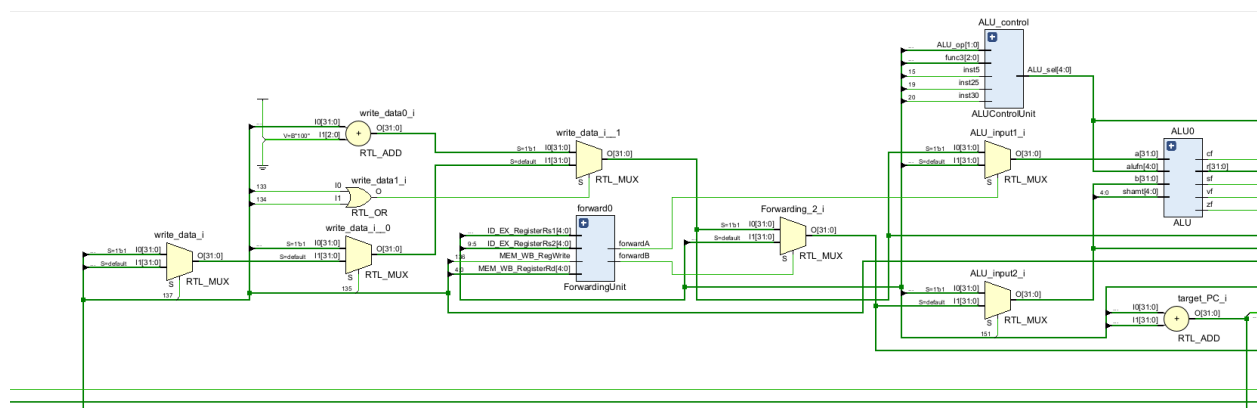 ALU_control
ALU_op[1:0]
func3[2:0]
15 inst5
19 inst25
20 inst30
ALU_sel[4:0]
ALUControlUnit
write_data0_i
I0[31:0]
V=B"100" I1[2:0]
+
O[31:0]
RTL_ADD
write_data_i__1
S=1'b1 I0[31:0]
S=default I1[31:0]
O[31:0]
S
RTL_MUX
133 I0
134 I1
write_data1_i
O
RTL_OR
write_data_i
S=1'b1 I0[31:0]
S=default I1[31:0]
O[31:0]
S
RTL_MUX
137
write_data_i__0
S=1'b1 I0[31:0]
S=default I1[31:0]
O[31:0]
S
RTL_MUX
135
forward0
ID_EX_RegisterRs1[4:0]
9:5 ID_EX_RegisterRs2[4:0]
136 MEM_WB_RegWrite
4:0 MEM_WB_RegisterRd[4:0]
forwardA
forwardB
ForwardingUnit
Forwarding_2_i
S=1'b1 I0[31:0]
S=default I1[31:0]
O[31:0]
S
RTL_MUX
ALU_input1_i
S=1'b1 I0[31:0]
S=default I1[31:0]
O[31:0]
S
RTL_MUX
ALU0
a[31:0]
alufn[4:0]
b[31:0]
4:0 shamt[4:0]
cf
r[31:0]
sf
vf
zf
ALU
ALU_input2_i
S=1'b1 I0[31:0]
S=default I1[31:0]
O[31:0]
S
RTL_MUX
151
target_PC_i
I0[31:0]
I1[31:0]
+
O[31:0]
RTL_ADD